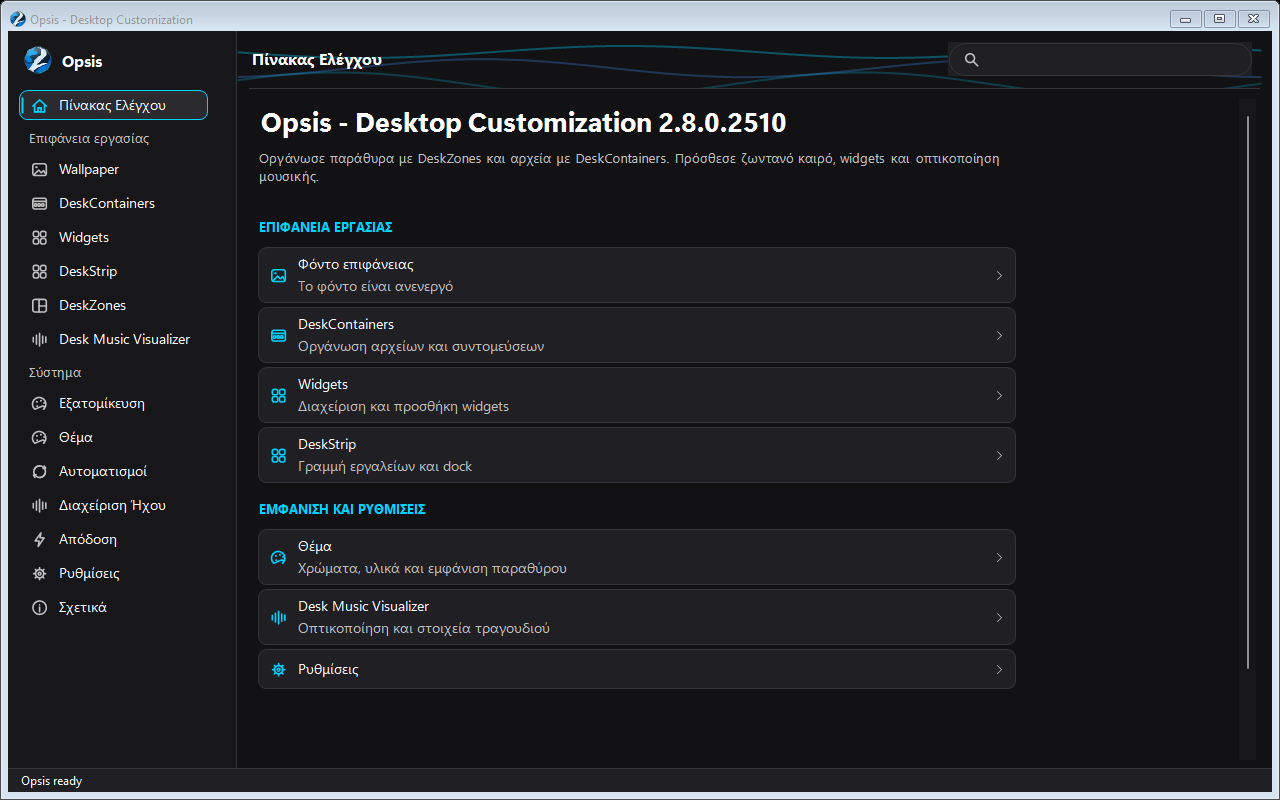 Opsis - Desktop Customization
Opsis
Πίνακας Ελέγχου
Επιφάνεια εργασίας
Wallpaper
DeskContainers
Widgets
DeskStrip
DeskZones
Desk Music Visualizer
Σύστημα
Εξατομίκευση
Θέμα
Αυτοματισμοί
Διαχείριση Ήχου
Απόδοση
Ρυθμίσεις
Σχετικά
Πίνακας Ελέγχου
Opsis - Desktop Customization 2.8.0.2510
Οργάνωσε παράθυρα με DeskZones και αρχεία με DeskContainers. Πρόσθεσε ζωντανό καιρό, widgets και οπτικοποίηση
μουσικής.
ΕΠΙΦΑΝΕΙΑ ΕΡΓΑΣΙΑΣ
Φόντο επιφάνειας
Το φόντο είναι ανενεργό
DeskContainers
Οργάνωση αρχείων και συντομεύσεων
Widgets
Διαχείριση και προσθήκη widgets
DeskStrip
Γραμμή εργαλείων και dock
ΕΜΦΑΝΙΣΗ ΚΑΙ ΡΥΘΜΙΣΕΙΣ
Θέμα
Χρώματα, υλικά και εμφάνιση παραθύρου
Desk Music Visualizer
Οπτικοποίηση και στοιχεία τραγουδιού
Ρυθμίσεις
Opsis ready